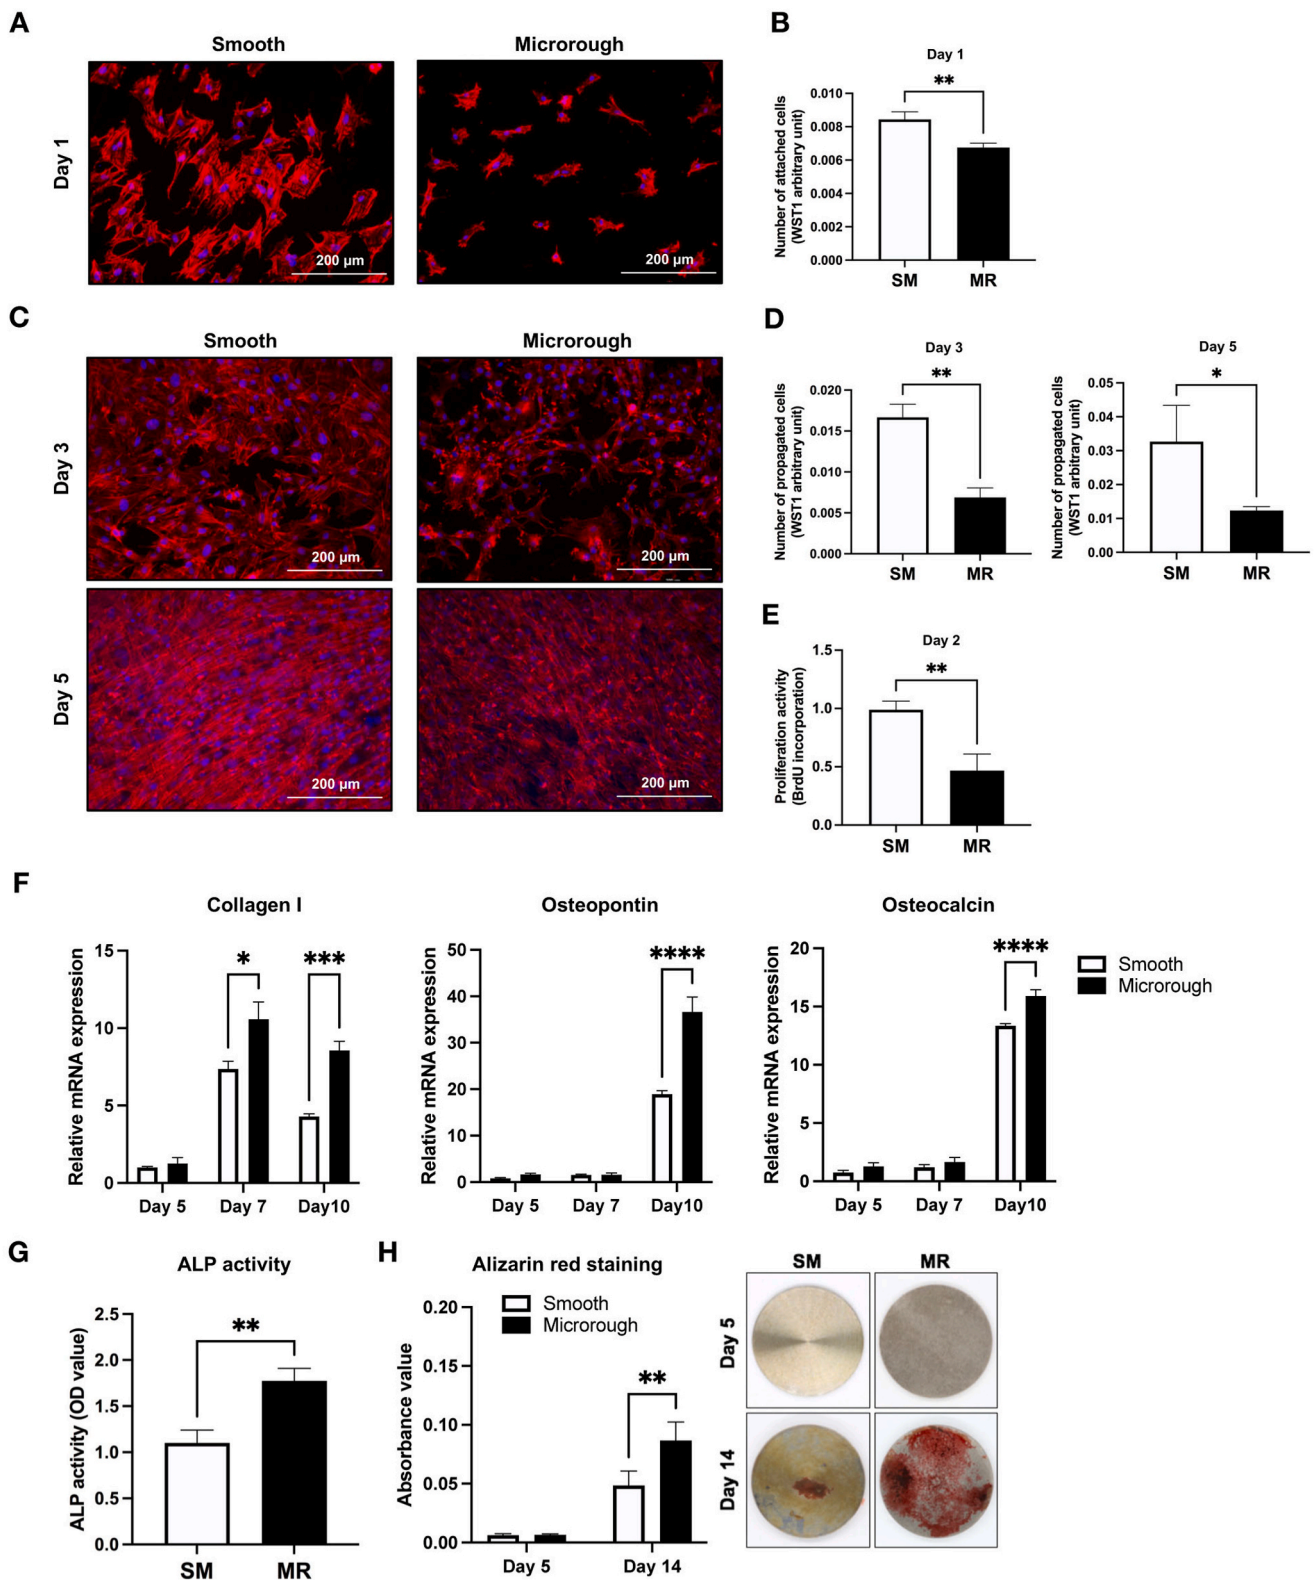 A
Smooth
Microrough
Day 1
200 µm
200 µm
B
Day 1
**
Number of attached cells
(WST1 arbitrary unit)
0.010
0.008
0.006
0.004
0.002
0.000
SM
MR
C
Smooth
Microrough
Day 3
200 µm
200 µm
Day 5
200 µm
200 µm
D
Day 3
**
Number of propagated cells
(WST1 arbitrary unit)
0.020
0.015
0.010
0.005
0.000
SM
MR
Day 5
*
Number of propagated cells
(WST1 arbitrary unit)
0.05
0.04
0.03
0.02
0.01
0.00
SM
MR
E
Day 2
**
Proliferation activity
(BrdU incorporation)
1.5
1.0
0.5
0.0
SM
MR
F
Collagen I
Relative mRNA expression
15
10
5
0
*
***
Day 5
Day 7
Day10
Osteopontin
Relative mRNA expression
50
40
30
20
10
0
****
Day 5
Day 7
Day10
Osteocalcin
Relative mRNA expression
20
15
10
5
0
****
Day 5
Day 7
Day10
Smooth
Microrough
G
ALP activity
ALP activity (OD value)
2.5
2.0
1.5
1.0
0.5
0.0
**
SM
MR
H
Alizarin red staining
Smooth
Microrough
Absorbance value
0.20
0.15
0.10
0.05
0.00
**
Day 5
Day 14
SM
MR
Day 5
Day 14